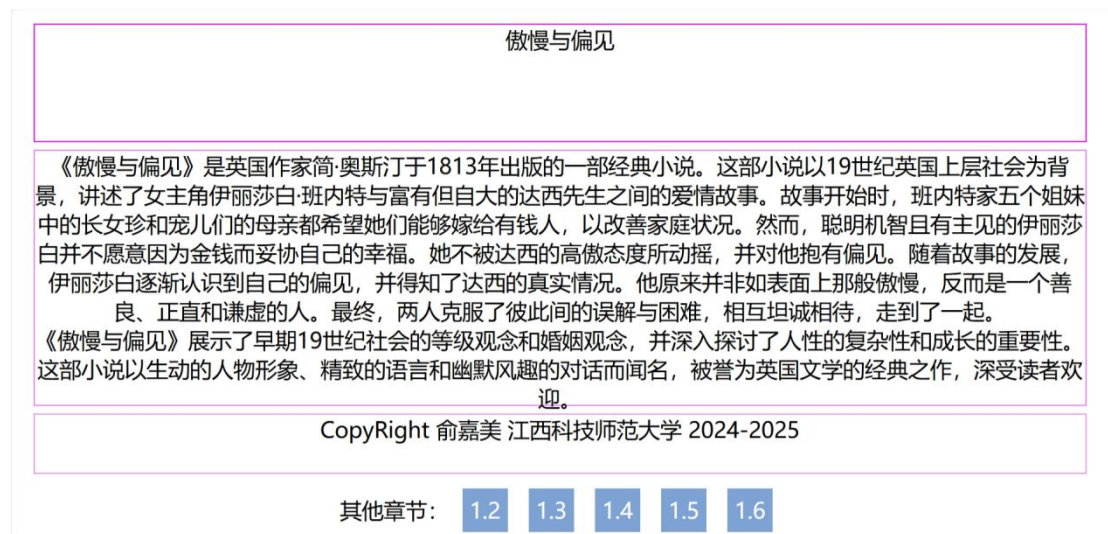 傲慢与偏见
《傲慢与偏见》是英国作家简·奥斯汀于1813年出版的一部经典小说。这部小说以19世纪英国上层社会为背
景，讲述了女主角伊丽莎白·班内特与富有但自大的达西先生之间的爱情故事。故事开始时，班内特家五个姐妹
中的长女珍和宠儿们的母亲都希望她们能够嫁给有钱人，以改善家庭状况。然而，聪明机智且有主见的伊丽莎
白并不愿意因为金钱而妥协自己的幸福。她不被达西的高傲态度所动摇，并对他抱有偏见。随着故事的发展，
伊丽莎白逐渐认识到自己的偏见，并得知了达西的真实情况。他原来并非如表面上那般傲慢，反而是一个善
良、正直和谦虚的人。最终，两人克服了彼此间的误解与困难，相互坦诚相待，走到了一起。
《傲慢与偏见》展示了早期19世纪社会的等级观念和婚姻观念，并深入探讨了人性的复杂性和成长的重要性。
这部小说以生动的人物形象、精致的语言和幽默风趣的对话而闻名，被誉为英国文学的经典之作，深受读者欢
迎。
CopyRight 俞嘉美 江西科技师范大学 2024-2025
其他章节： 1.2 1.3 1.4 1.5 1.6